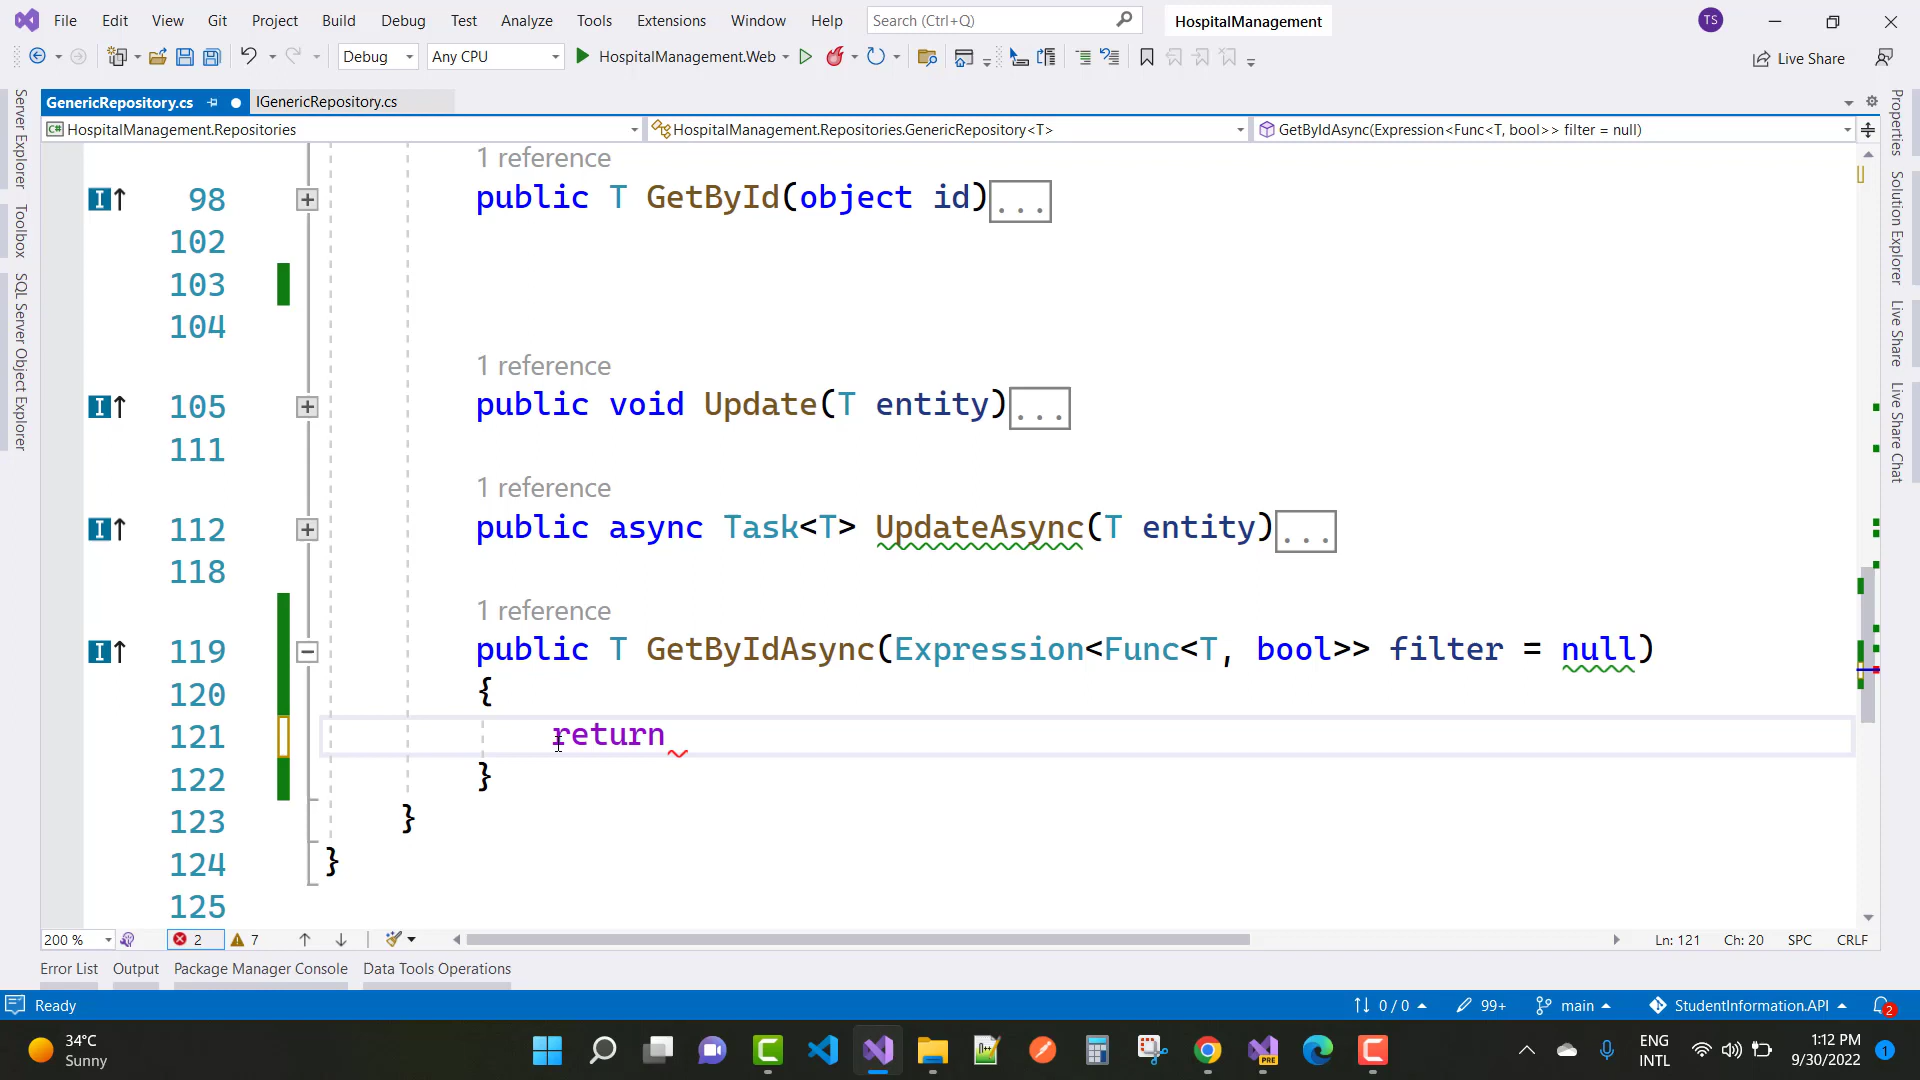 File Edit View Git Project Build Debug Test Analyze Tools Extensions Window Help Search (Ctrl+Q) HospitalManagement TS
Debug Any CPU HospitalManagement.Web Live Share
GenericRepository.cs IGenericRepository.cs
C# HospitalManagement.Repositories HospitalManagement.Repositories.GenericRepository<T> GetByIdAsync(Expression<Func<T, bool>> filter = null)
Server Explorer
Toolbox
SQL Server Object Explorer
Properties
Solution Explorer
Live Share
Live Share Chat
1 reference
98 public T GetById(object id)...
102
103
104
1 reference
105 public void Update(T entity)...
111
1 reference
112 public async Task<T> UpdateAsync(T entity)...
118
1 reference
119 public T GetByIdAsync(Expression<Func<T, bool>> filter = null)
120 {
121 return
122 }
123 }
124 }
125
200 % 2 7 Ln: 121 Ch: 20 SPC CRLF
Error List Output Package Manager Console Data Tools Operations
Ready 0 / 0 99+ main StudentInformation.API 2
34°C
Sunny
PRE
ENG
INTL
1:12 PM
9/30/2022
1